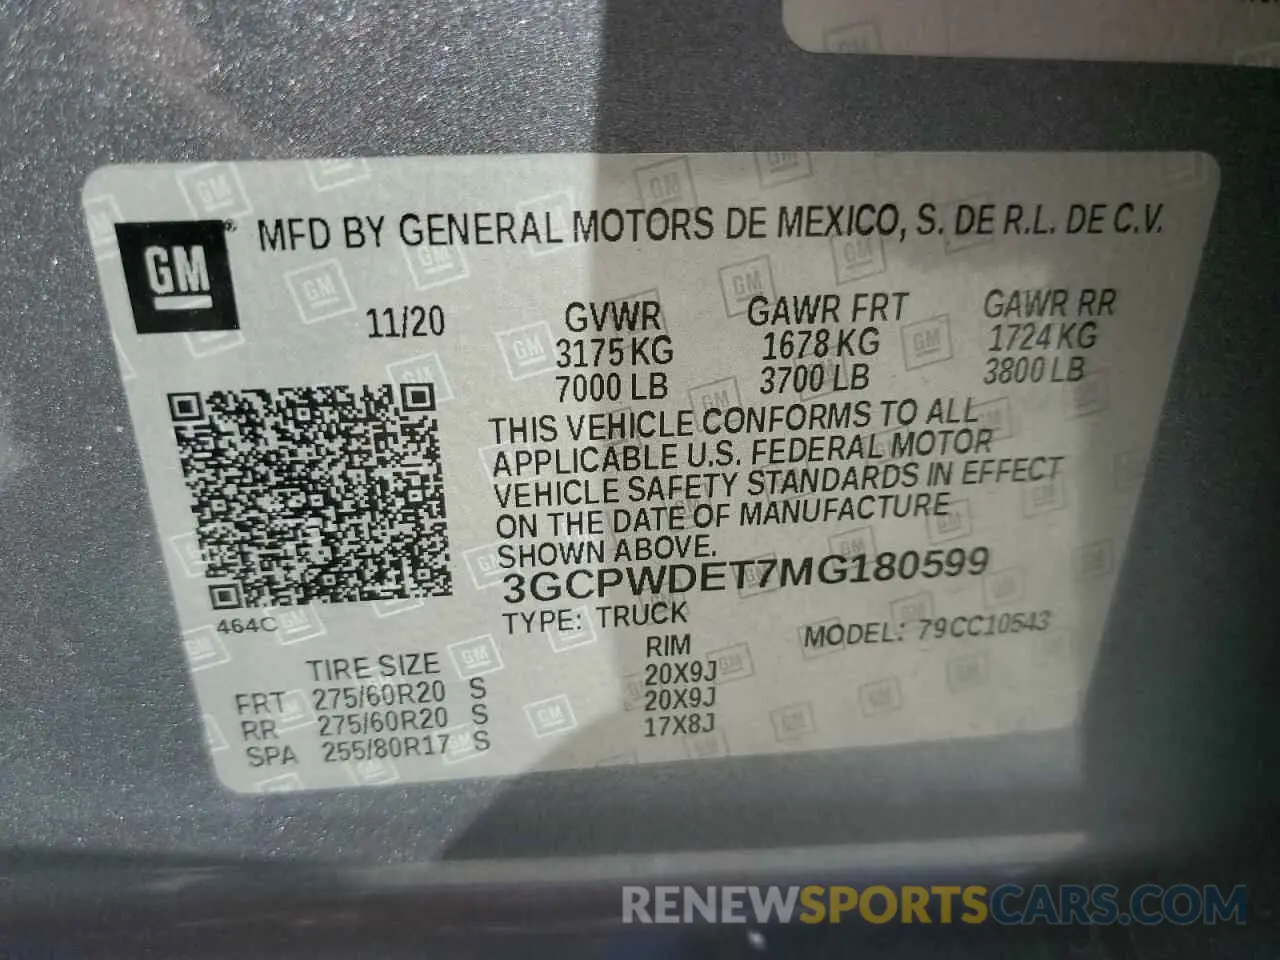 GM
MFD BY GENERAL MOTORS DE MEXICO, S. DE R.L. DE C.V.
11/20 GVWR GAWR FRT GAWR RR
3175 KG 1678 KG 1724 KG
7000 LB 3700 LB 3800 LB
THIS VEHICLE CONFORMS TO ALL
APPLICABLE U.S. FEDERAL MOTOR
VEHICLE SAFETY STANDARDS IN EFFECT
ON THE DATE OF MANUFACTURE
SHOWN ABOVE.
3GCPWDET7MG180599
464C
TYPE: TRUCK MODEL: 79CC10543
TIRE SIZE RIM
FRT 275/60R20 S 20X9J
RR 275/60R20 S 20X9J
SPA 255/80R17 S 17X8J
RENEWSPORTSCARS.COM